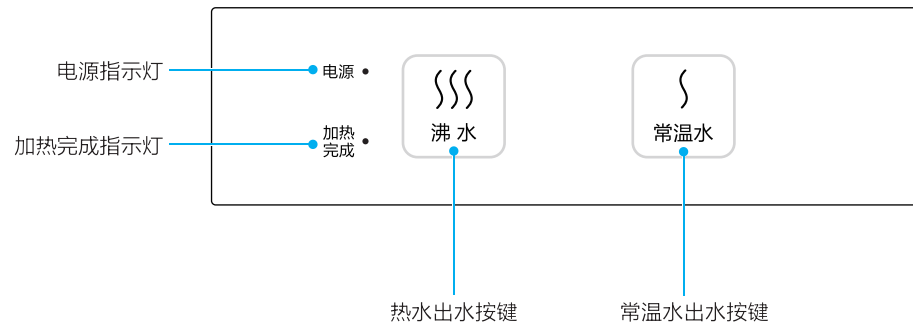 电源指示灯
电源
加热完成指示灯
加热
完成
沸 水
常温水
热水出水按键
常温水出水按键